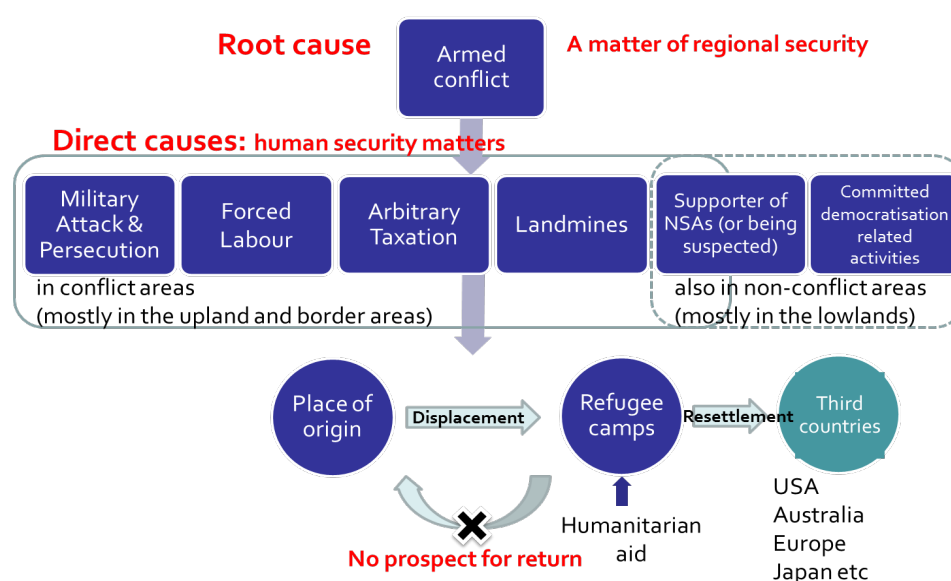 Root cause
Armed
conflict
A matter of regional security
Direct causes: human security matters
Military
Attack &
Persecution
Forced
Labour
Arbitrary
Taxation
Landmines
Supporter of
NSAs (or being
suspected)
Committed
democratisation
related
activities
in conflict areas
(mostly in the upland and border areas)
also in non-conflict areas
(mostly in the lowlands)
Place of
origin
Displacement
Refugee
camps
Resettlement
Third
countries
No prospect for return
Humanitarian
aid
USA
Australia
Europe
Japan etc